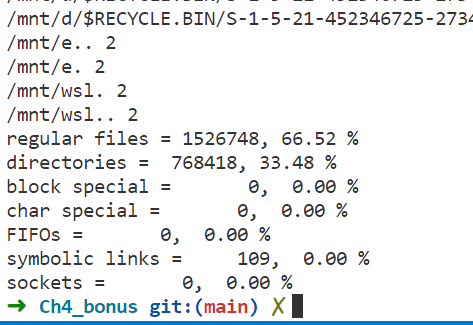 /mnt/d/$RECYCLE.BIN/S-1-5-21-452346725-2734
/mnt/e.. 2
/mnt/e. 2
/mnt/wsl. 2
/mnt/wsl.. 2
regular files = 1526748, 66.52 %
directories =  768418, 33.48 %
block special =       0,  0.00 %
char special =       0,  0.00 %
FIFOs =       0,  0.00 %
symbolic links =     109,  0.00 %
sockets =       0,  0.00 %
➜ Ch4_bonus git:(main) ✗